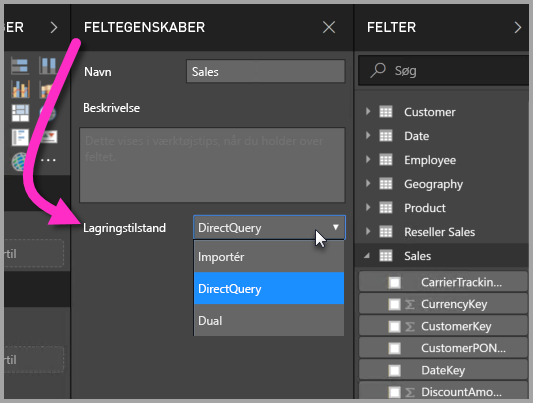 GER
FELTEGENSKABER
Navn
Sales
Beskrivelse
Dette vises i værktøjstips, når du holder over
feltet.
Lagringstilstand
DirectQuery
Importér
DirectQuery
Dual
rtil
rtil
FELTER
Søg
Customer
Date
Employee
Geography
Product
Reseller Sales
Sales
CarrierTrackin...
CurrencyKey
CustomerKey
CustomerPON...
DateKey
DiscountAmo...